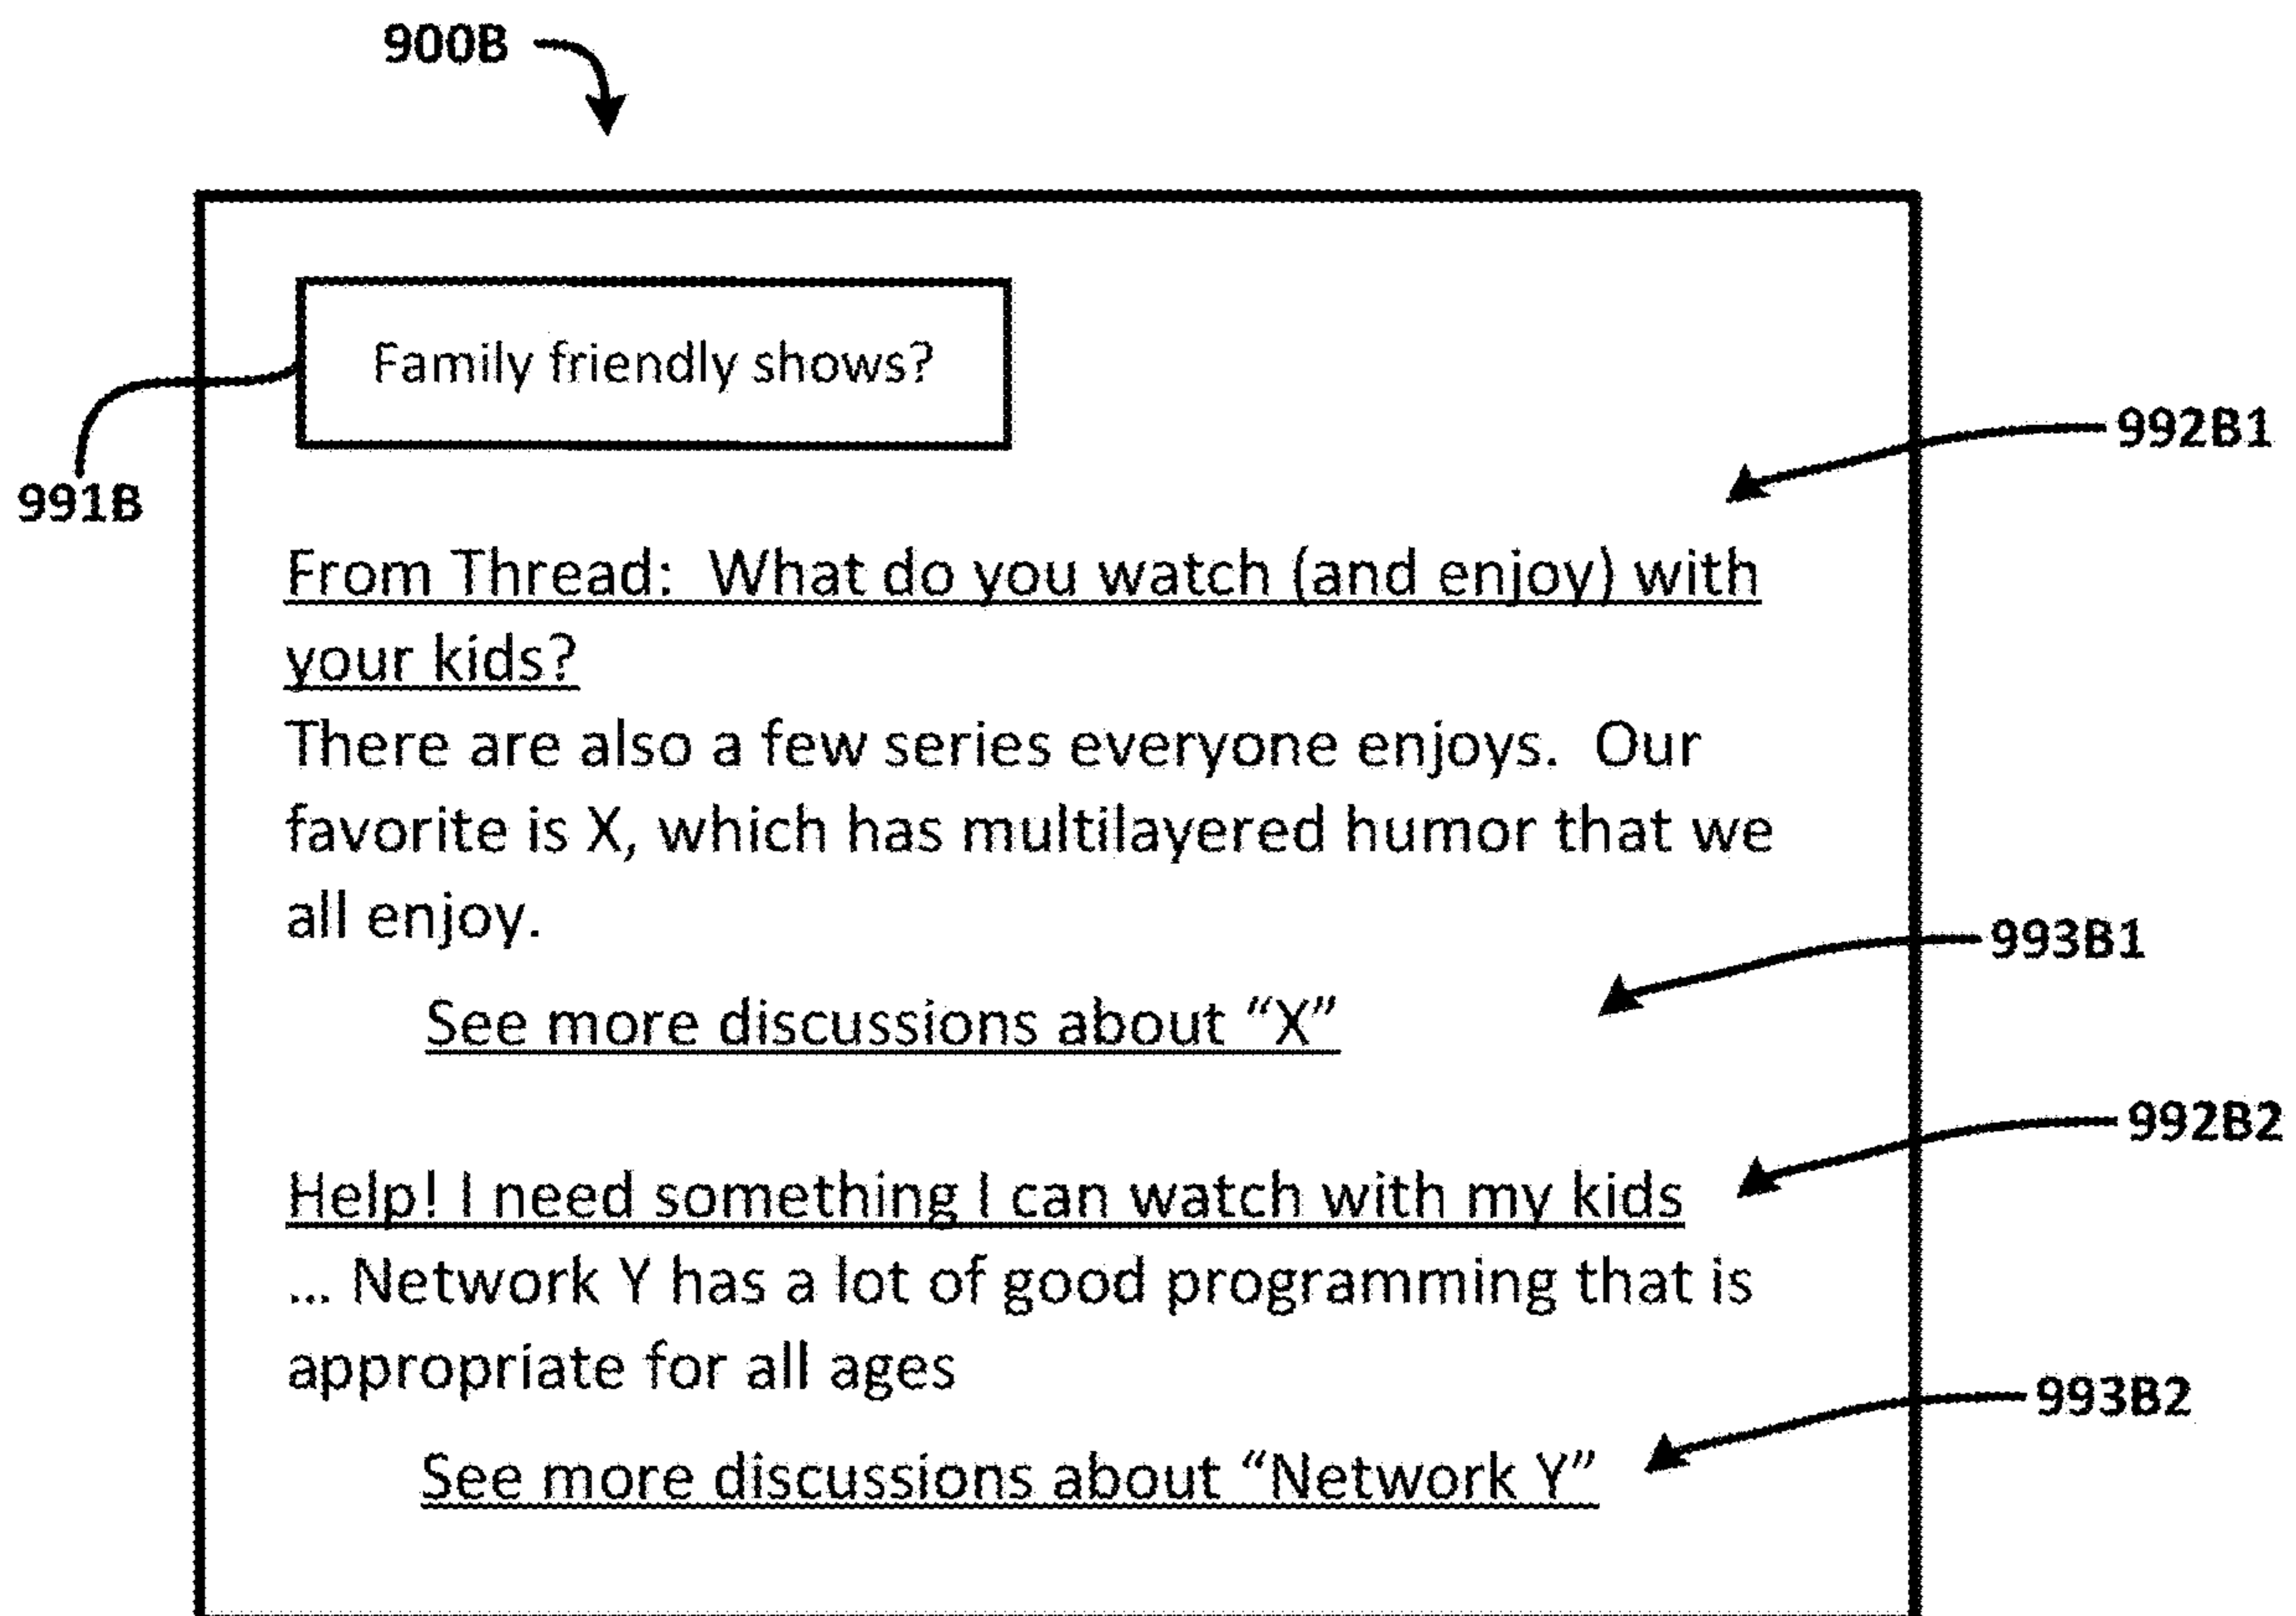 900B
Family friendly shows?
992B1
991B
From Thread:  What do you watch (and enjoy) with
your kids?
There are also a few series everyone enjoys.  Our
favorite is X, which has multilayered humor that we
all enjoy.
993B1
See more discussions about “X”
992B2
Help! I need something I can watch with my kids
... Network Y has a lot of good programming that is
appropriate for all ages
993B2
See more discussions about “Network Y”